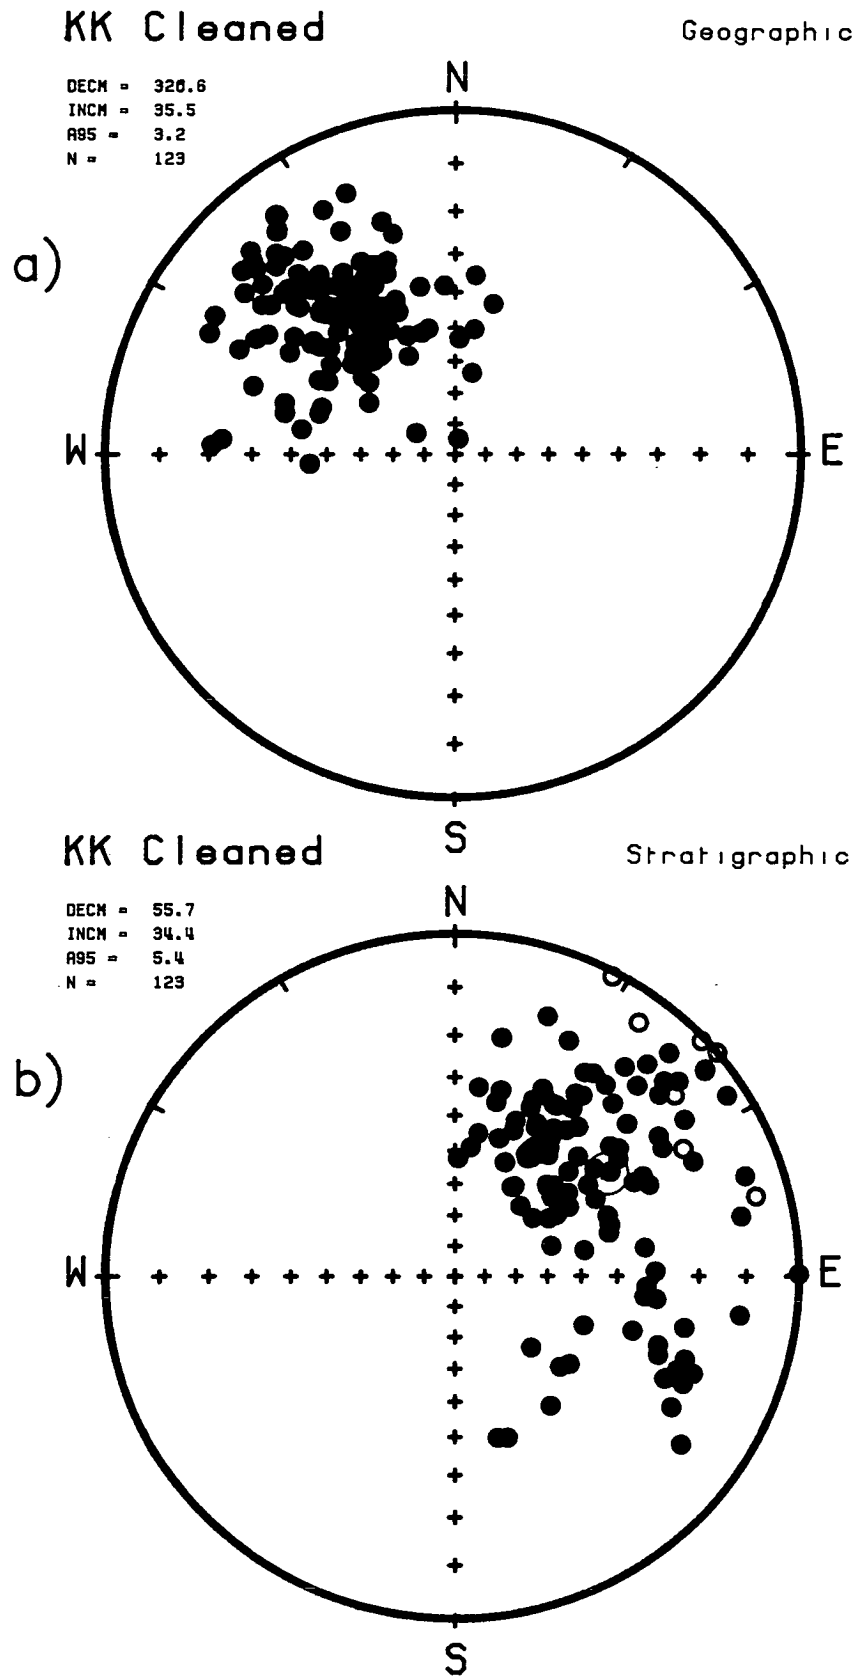 KK Cleaned
Geographic
DECM = 320.6
INCM = 35.5
A95 = 3.2
N = 123
N
a)
W
E
S
KK Cleaned
Stratigraphic
DECM = 55.7
INCM = 34.4
A95 = 5.4
N = 123
N
b)
W
E
S